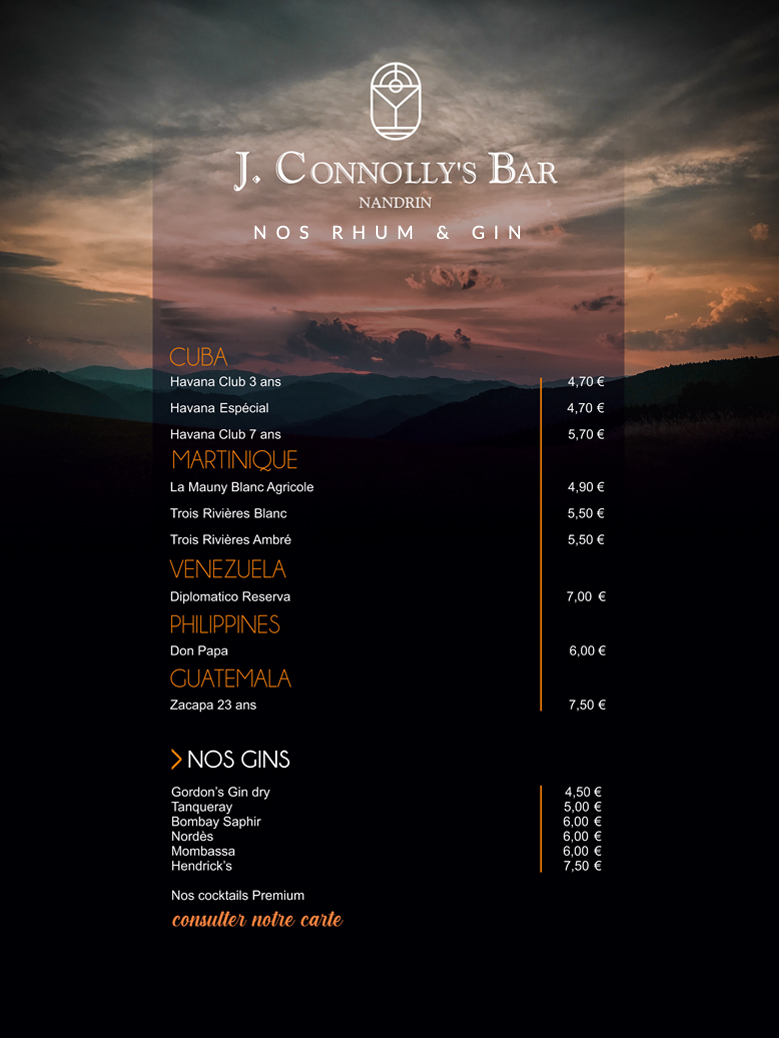 J. CONNOLLY'S BAR
NANDRIN
NOS RHUM & GIN
CUBA
Havana Club 3 ans 4,70 €
Havana Espécial 4,70 €
Havana Club 7 ans 5,70 €
MARTINIQUE
La Mauny Blanc Agricole 4,90 €
Trois Rivières Blanc 5,50 €
Trois Rivières Ambré 5,50 €
VENEZUELA
Diplomatico Reserva 7,00 €
PHILIPPINES
Don Papa 6,00 €
GUATEMALA
Zacapa 23 ans 7,50 €
> NOS GINS
Gordon's Gin dry 4,50 €
Tanqueray 5,00 €
Bombay Saphir 6,00 €
Nordès 6,00 €
Mombassa 6,00 €
Hendrick's 7,50 €
Nos cocktails Premium
consulter notre carte